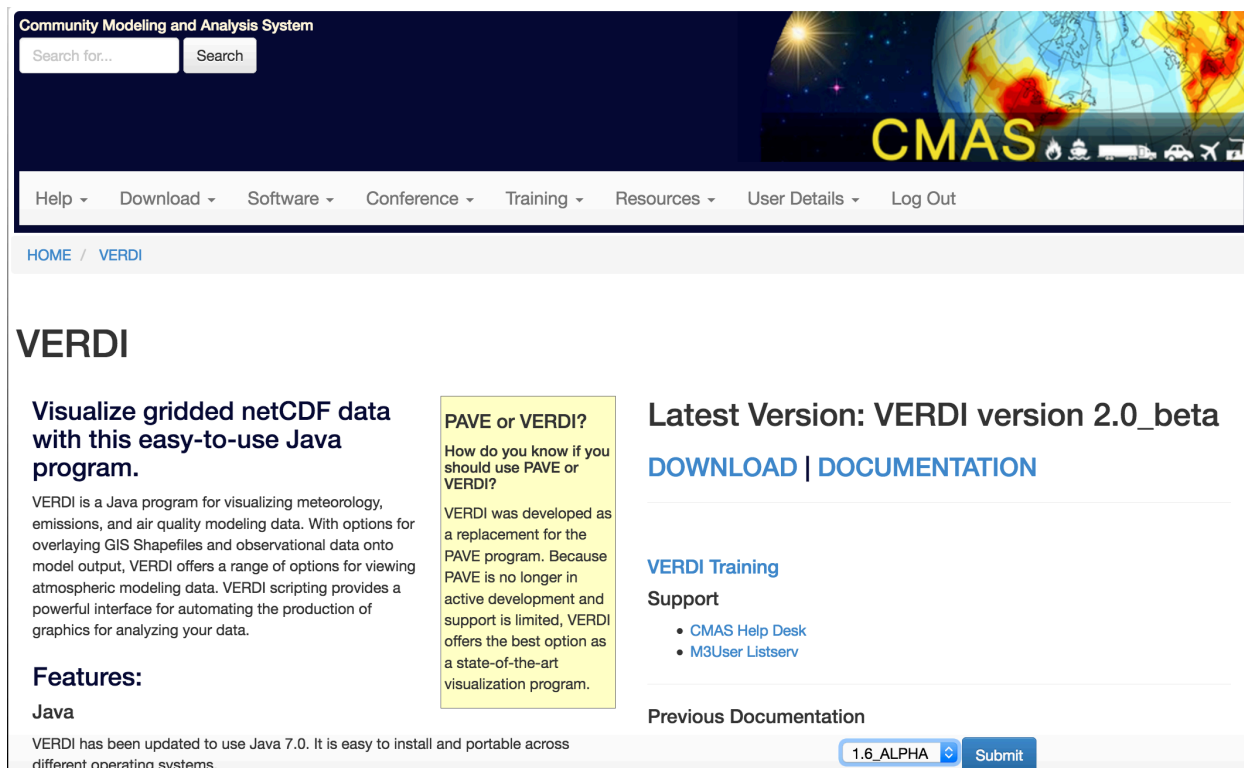 Community Modeling and Analysis System
Search for...
Search
CMAS
Help
Download
Software
Conference
Training
Resources
User Details
Log Out
HOME / VERDI
VERDI
Visualize gridded netCDF data
with this easy-to-use Java
program.
VERDI is a Java program for visualizing meteorology,
emissions, and air quality modeling data. With options for
overlaying GIS Shapefiles and observational data onto
model output, VERDI offers a range of options for viewing
atmospheric modeling data. VERDI scripting provides a
powerful interface for automating the production of
graphics for analyzing your data.
Features:
Java
VERDI has been updated to use Java 7.0. It is easy to install and portable across
different operating systems
PAVE or VERDI?
How do you know if you
should use PAVE or
VERDI?
VERDI was developed as
a replacement for the
PAVE program. Because
PAVE is no longer in
active development and
support is limited, VERDI
offers the best option as
a state-of-the-art
visualization program.
Latest Version: VERDI version 2.0_beta
DOWNLOAD | DOCUMENTATION
VERDI Training
Support
• CMAS Help Desk
• M3User Listserv
Previous Documentation
1.6_ALPHA
Submit